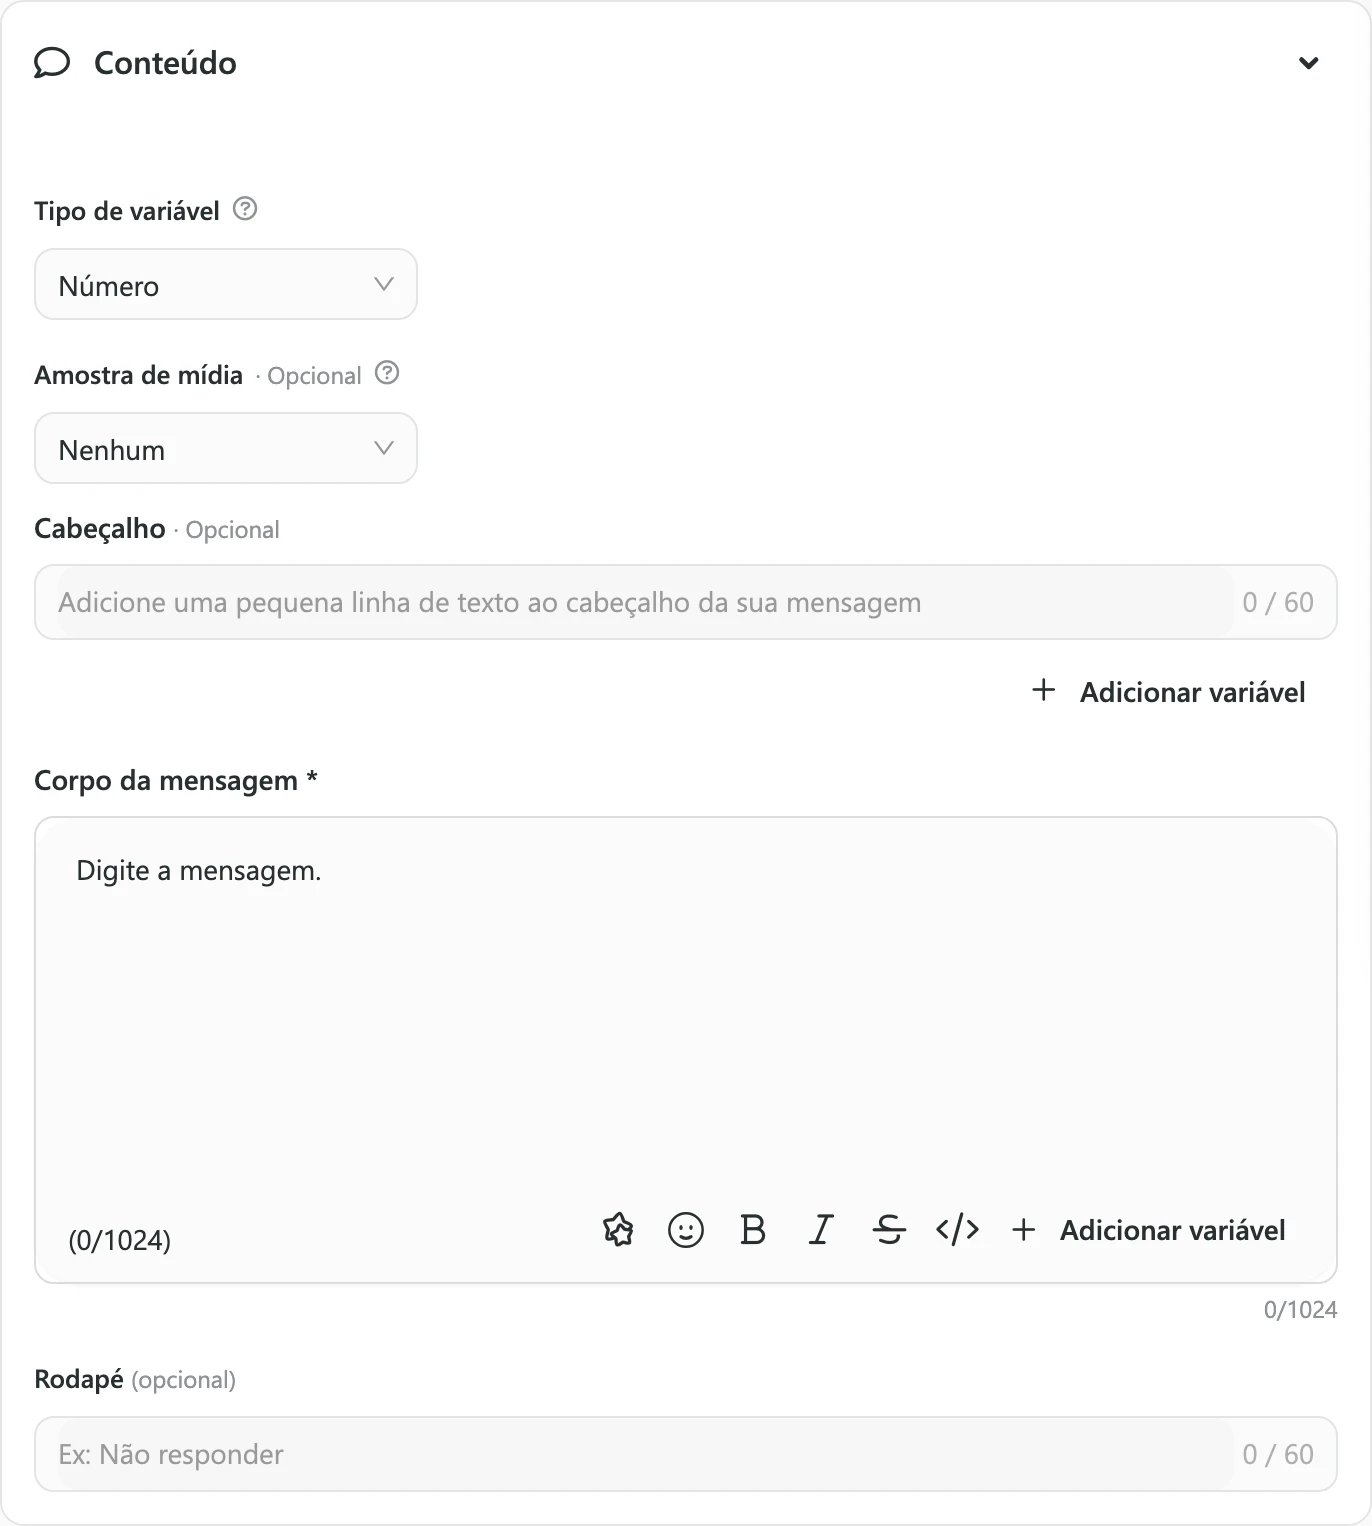 Conteúdo
Tipo de variável
Número
Amostra de mídia · Opcional
Nenhum
Cabeçalho · Opcional
Adicione uma pequena linha de texto ao cabeçalho da sua mensagem 0 / 60
+ Adicionar variável
Corpo da mensagem *
Digite a mensagem.
(0/1024) B I S </> + Adicionar variável
0/1024
Rodapé (opcional)
Ex: Não responder 0 / 60